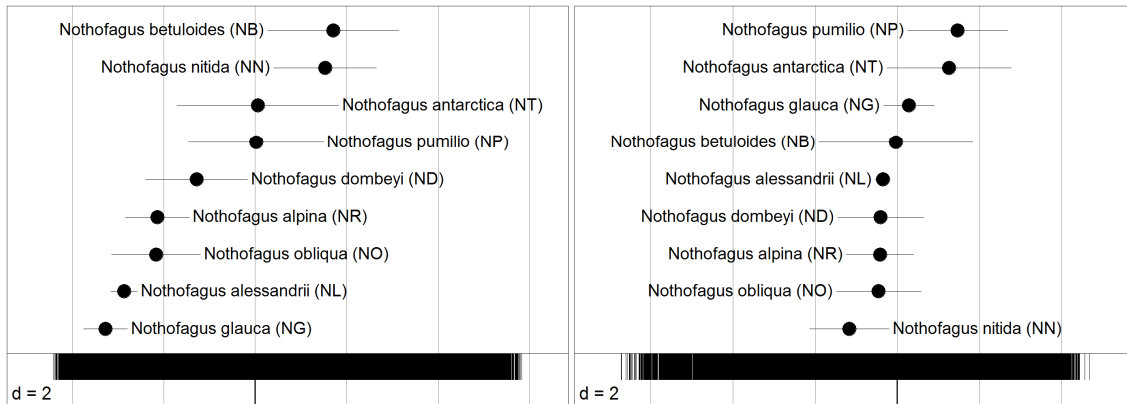 Nothofagus betuloides (NB)
Nothofagus nitida (NN)
Nothofagus antarctica (NT)
Nothofagus pumilio (NP)
Nothofagus dombeyi (ND)
Nothofagus alpina (NR)
Nothofagus obliqua (NO)
Nothofagus alessandrii (NL)
Nothofagus glauca (NG)
d = 2
Nothofagus pumilio (NP)
Nothofagus antarctica (NT)
Nothofagus glauca (NG)
Nothofagus betuloides (NB)
Nothofagus alessandrii (NL)
Nothofagus dombeyi (ND)
Nothofagus alpina (NR)
Nothofagus obliqua (NO)
Nothofagus nitida (NN)
d = 2